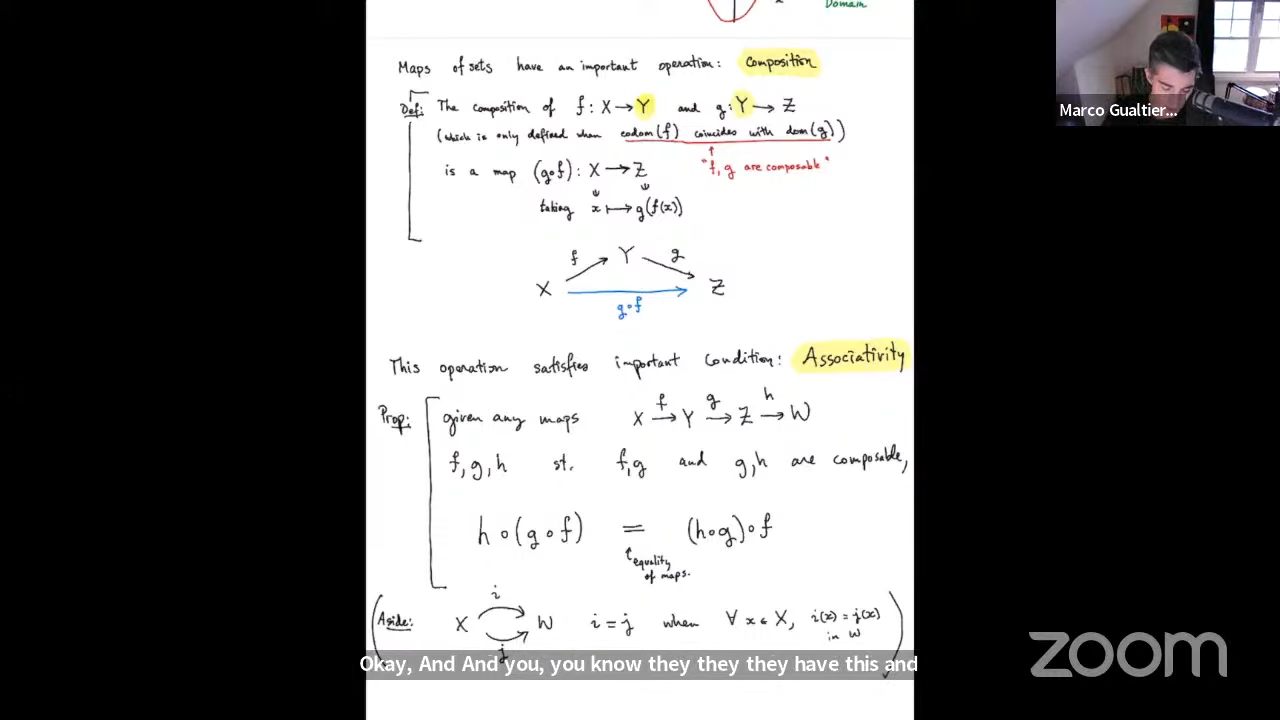 Domain
Maps of sets have an important operation: Composition
Def: The composition of f: X → Y and g: Y → Z
(which is only defined when codom(f) coincides with dom(g))
is a map (g∘f): X → Z
"f, g are composable"
taking x ↦ g(f(x))
f Y g
X Z
g∘f
This operation satisfies important condition: Associativity
Prop: given any maps X →f Y →g Z →h W
f, g, h st. f, g and g, h are composable,
h∘(g∘f) = (h∘g)∘f
equality
of maps.
i
(Aside: X W i = j when ∀ x ∈ X, i(x) = j(x)
in W)
j
Okay, And And you, you know they they they have this and
Marco Gualtier...
zoom